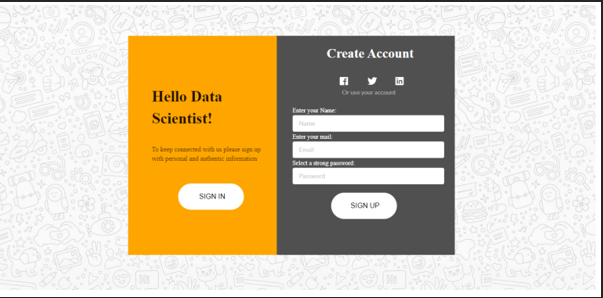 Hello Data
Scientist!
To keep connected with us please sign up
with personal and authentic information
SIGN IN
Create Account
Or use your account
Enter your Name:
Name
Enter your mail:
Email
Select a strong password:
Password
SIGN UP